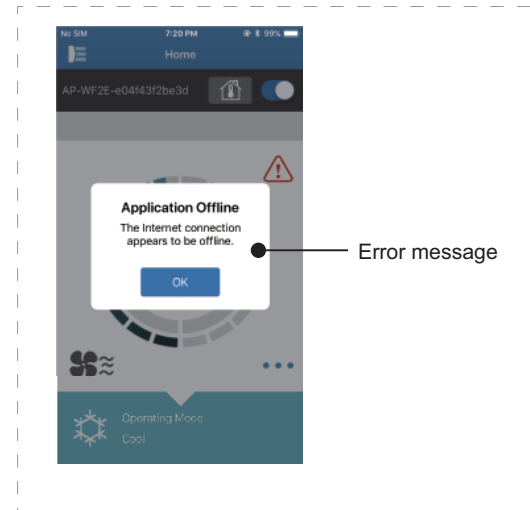 No SIM 7:20 PM 99%
Home
AP-WF2E-e04f43f2be3d
Application Offline
The Internet connection
appears to be offline.
Error message
OK
Operating Mode
Cool